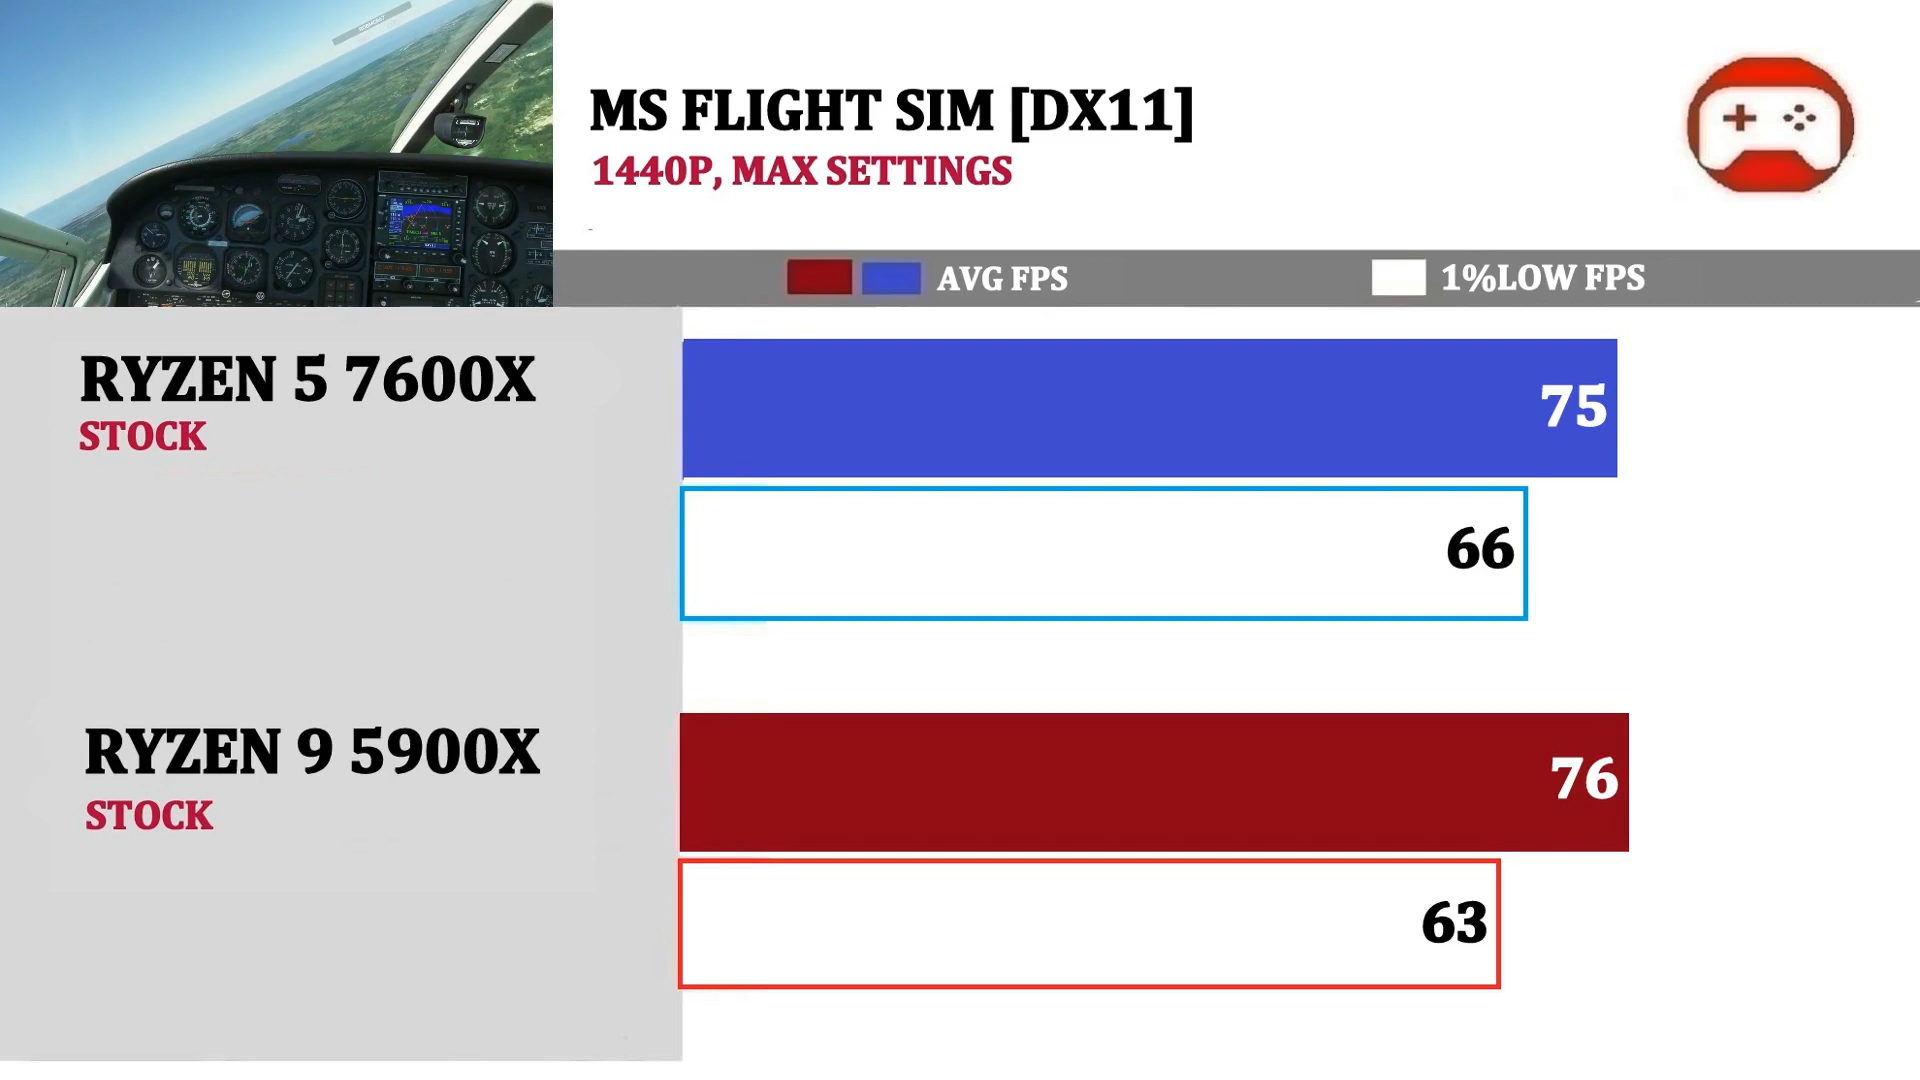 MS FLIGHT SIM [DX11]
1440P, MAX SETTINGS
AVG FPS
1%LOW FPS
RYZEN 5 7600X
STOCK
75
66
RYZEN 9 5900X
STOCK
76
63